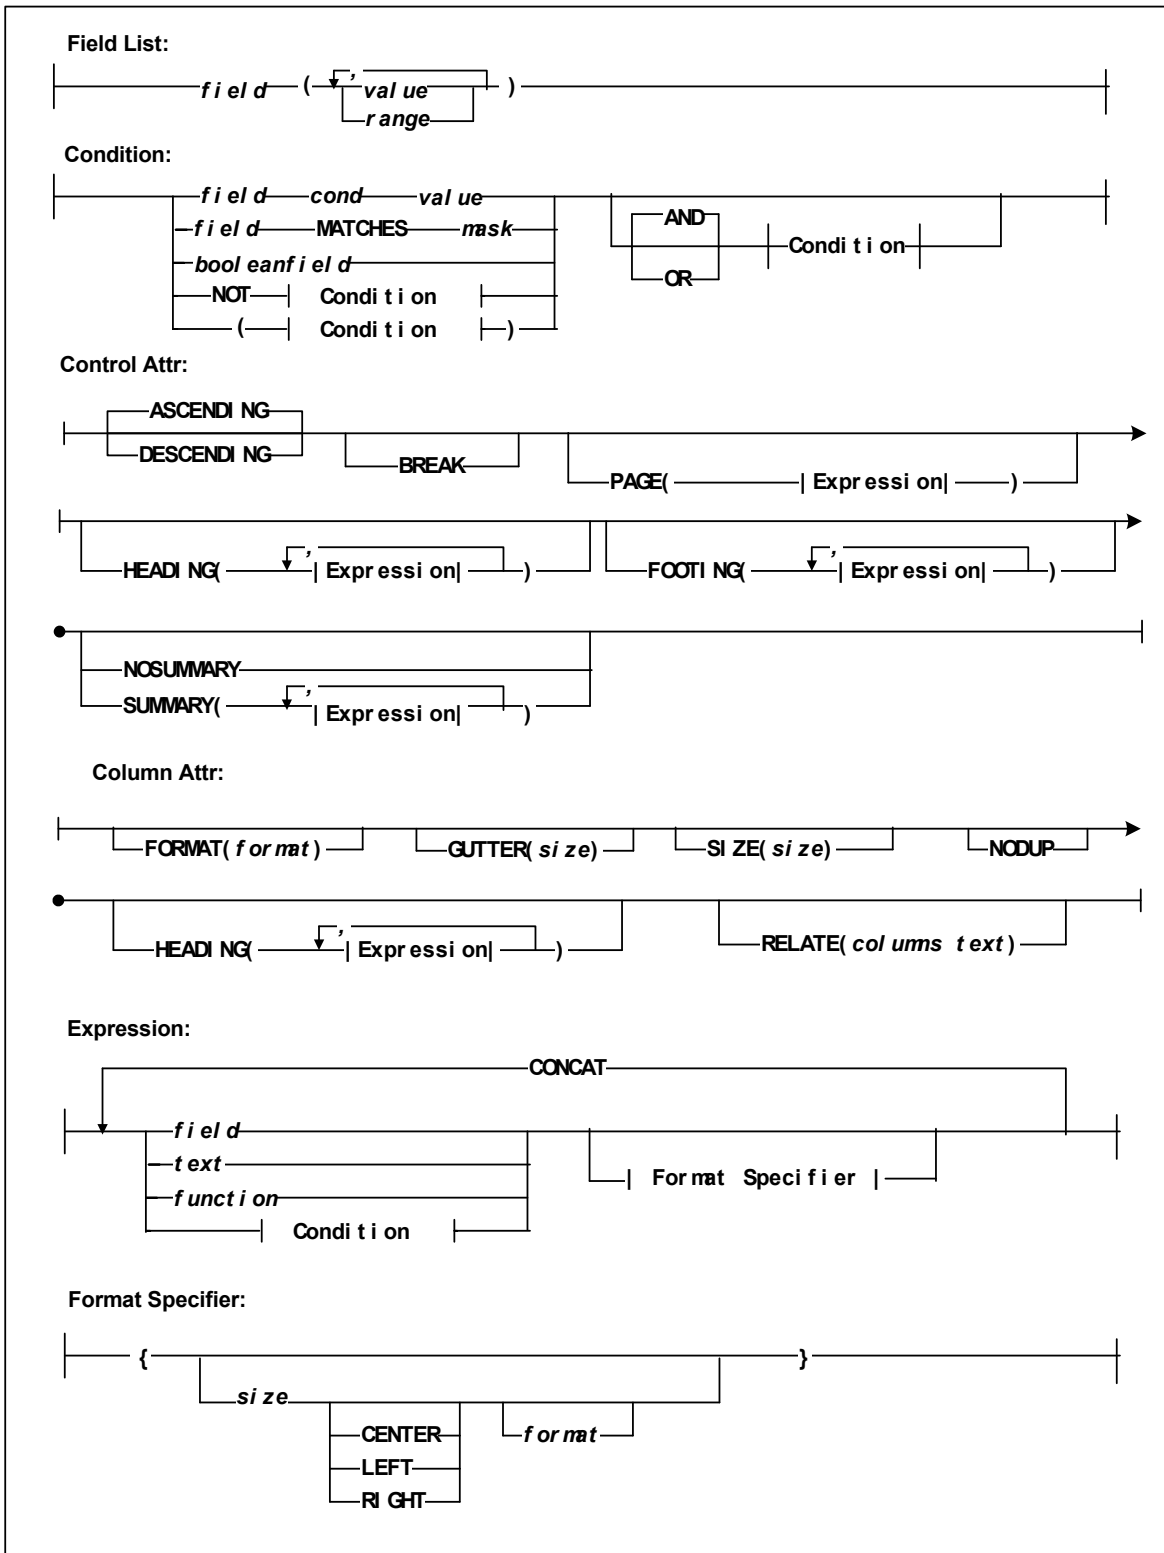 Field List:
,
field ( value )
range
Condition:
field cond value
AND
field MATCHES mask
Condition
booleanfield
OR
NOT Condition
( Condition )
Control Attr:
ASCENDING
DESCENDING
BREAK
PAGE( |Expression| )
, ,
HEADING( |Expression| ) FOOTING( |Expression| )
NOSUMMARY
,
SUMMARY( |Expression| )
Column Attr:
FORMAT(format) GUTTER(size) SIZE(size) NODUP
,
HEADING( |Expression| ) RELATE(columns text)
Expression:
CONCAT
field
text
| Format Specifier |
function
Condition
Format Specifier:
{ }
size
CENTER format
LEFT
RIGHT